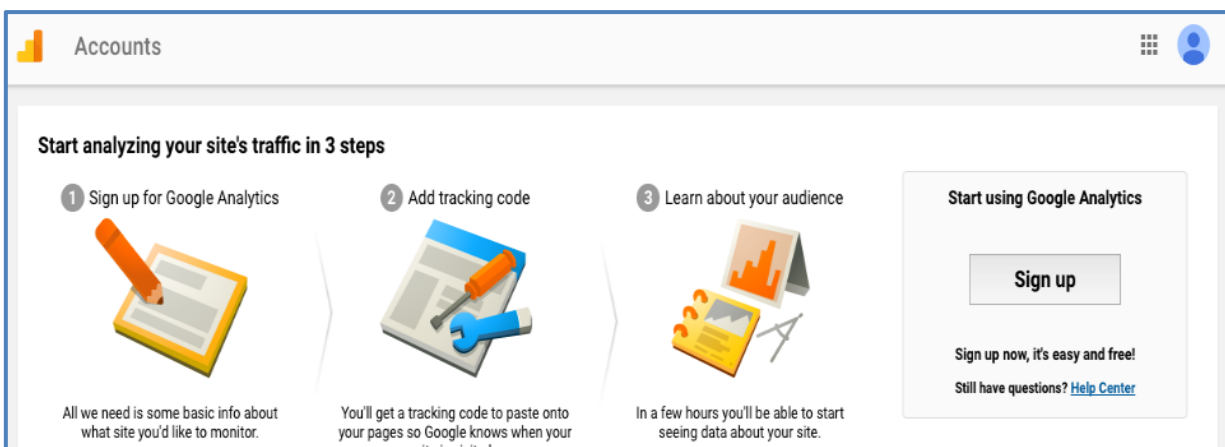 Accounts
Start analyzing your site's traffic in 3 steps
1 Sign up for Google Analytics
All we need is some basic info about
what site you'd like to monitor.
2 Add tracking code
You'll get a tracking code to paste onto
your pages so Google knows when your
3 Learn about your audience
In a few hours you'll be able to start
seeing data about your site.
Start using Google Analytics
Sign up
Sign up now, it's easy and free!
Still have questions? Help Center